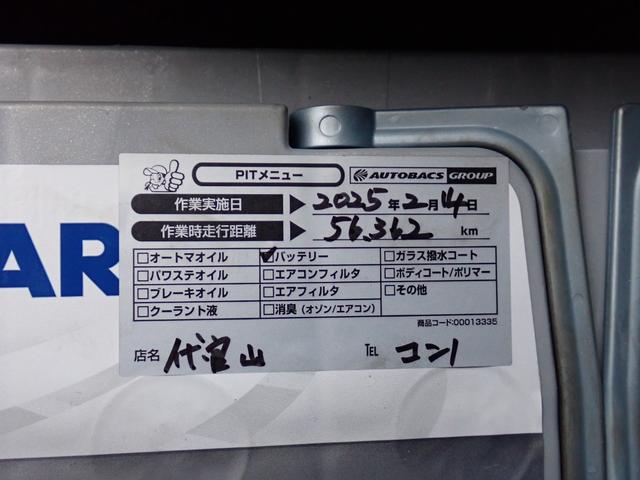 PITメニュー AUTOBACS GROUP
作業実施日 2025年2月14日
作業時走行距離 56,362 km
□オートマオイル ☑バッテリー □ガラス撥水コート
□パワステオイル □エアコンフィルタ □ボディコート/ポリマー
□ブレーキオイル □エアフィルタ □その他
□クーラント液 □消臭(オゾン/エアコン)
商品コード:00013335
店名 代官山 TEL
AR